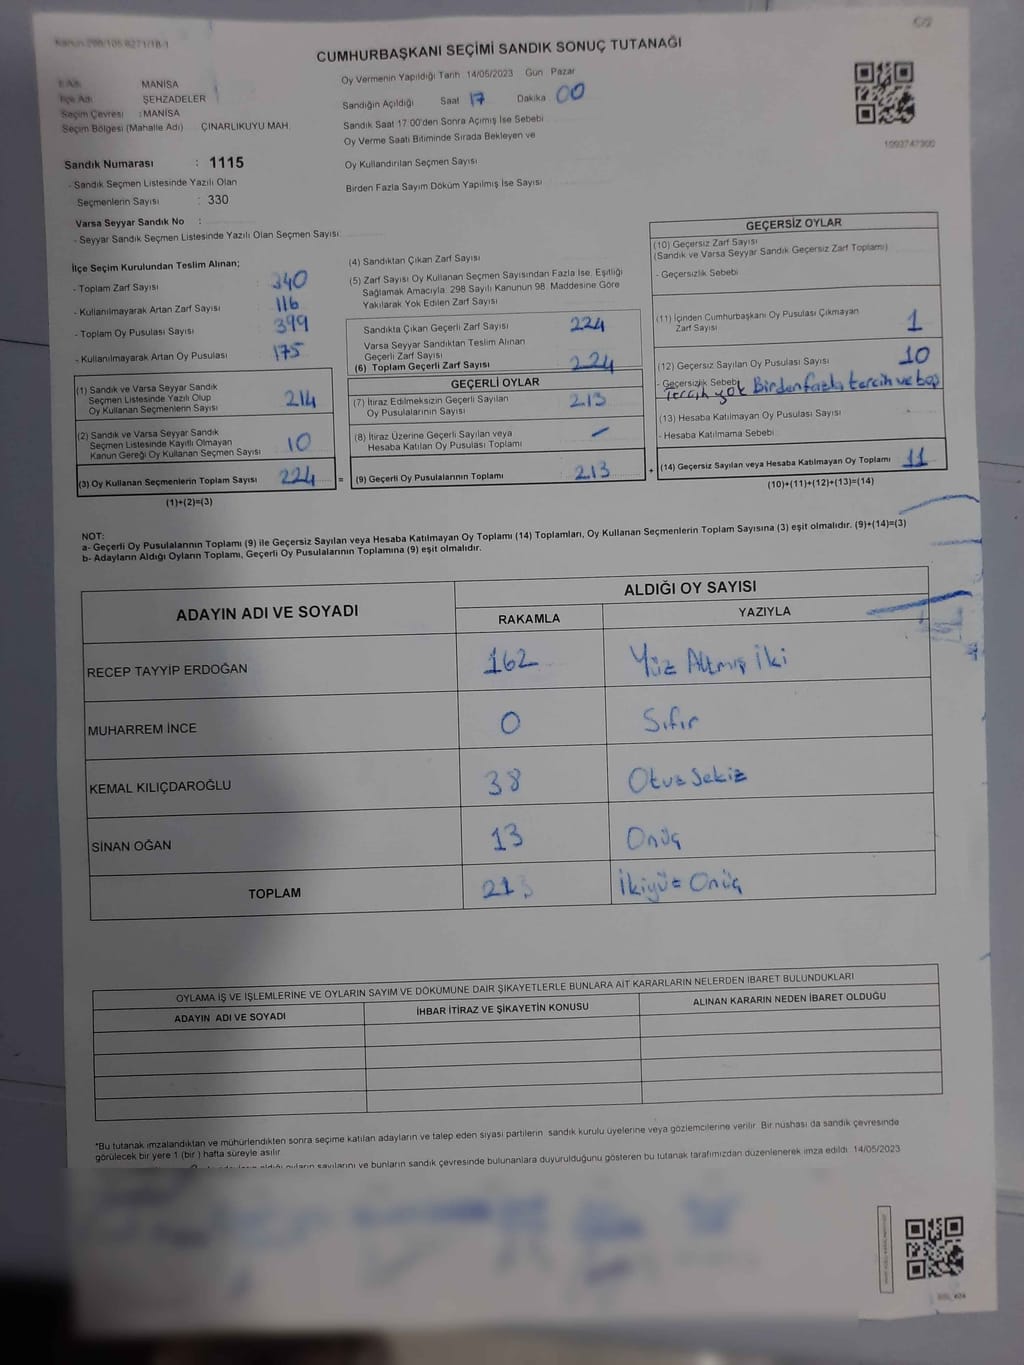 Kanun:298/105.827171B-1
CUMHURBAŞKANI SEÇİMİ SANDIK SONUÇ TUTANAĞI
İl Adı MANİSA
İlçe Adı ŞEHZADELER
Seçim Çevresi : MANİSA
Seçim Bölgesi (Mahalle Adı) ÇINARLIKUYU MAH.
Oy Vermenin Yapıldığı Tarih 14/05/2023 Gün Pazar
Sandığın Açıldığı Saat 17 Dakika 00
Sandık Saat 17:00'den Sonra Açımış İse Sebebi
Oy Verme Saati Bitiminde Sırada Bekleyen ve
Oy Kullandırılan Seçmen Sayısı
Birden Fazla Sayım Döküm Yapılmış İse Sayısı
1093747300
Sandık Numarası : 1115
- Sandık Seçmen Listesinde Yazılı Olan
Seçmenlerin Sayısı : 330
Varsa Seyyar Sandık No :
- Seyyar Sandık Seçmen Listesinde Yazılı Olan Seçmen Sayısı:
İlçe Seçim Kurulundan Teslim Alınan;
- Toplam Zarf Sayısı : 340
- Kullanılmayarak Artan Zarf Sayısı : 116
- Toplam Oy Pusulası Sayısı : 399
- Kullanılmayarak Artan Oy Pusulası : 175
(1) Sandık ve Varsa Seyyar Sandık
Seçmen Listesinde Yazılı Olup
Oy Kullanan Seçmenlerin Sayısı 214
(2) Sandık ve Varsa Seyyar Sandık
Seçmen Listesinde Kayıtlı Olmayan
Kanun Gereği Oy Kullanan Seçmen Sayısı 10
(3) Oy Kullanan Seçmenlerin Toplam Sayısı 224 =
(1)+(2)=(3)
(4) Sandıktan Çıkan Zarf Sayısı
(5) Zarf Sayısı Oy Kullanan Seçmen Sayısından Fazla İse, Eşitliği
Sağlamak Amacıyla; 298 Sayılı Kanunun 98. Maddesine Göre
Yakılarak Yok Edilen Zarf Sayısı
Sandıkta Çıkan Geçerli Zarf Sayısı 224
Varsa Seyyar Sandıktan Teslim Alınan
Geçerli Zarf Sayısı
(6) Toplam Geçerli Zarf Sayısı 224
GEÇERLİ OYLAR
(7) İtiraz Edilmeksizin Geçerli Sayılan
Oy Pusulalarının Sayısı 213
(8) İtiraz Üzerine Geçerli Sayılan veya
Hesaba Katılan Oy Pusulası Toplamı –
(9) Geçerli Oy Pusulalarının Toplamı 213 +
GEÇERSİZ OYLAR
(10) Geçersiz Zarf Sayısı
(Sandık ve Varsa Seyyar Sandık Geçersiz Zarf Toplamı)
- Geçersizlik Sebebi
(11) İçinden Cumhurbaşkanı Oy Pusulası Çıkmayan
Zarf Sayısı 1
(12) Geçersiz Sayılan Oy Pusulası Sayısı 10
- Geçersizlik Sebebi Tercih yok Birden fazla tercih ve boş
(13) Hesaba Katılmayan Oy Pusulası Sayısı
- Hesaba Katılmama Sebebi
(14) Geçersiz Sayılan veya Hesaba Katılmayan Oy Toplamı 11
(10)+(11)+(12)+(13)=(14)
NOT:
a- Geçerli Oy Pusulalarının Toplamı (9) ile Geçersiz Sayılan veya Hesaba Katılmayan Oy Toplamı (14) Toplamları, Oy Kullanan Seçmenlerin Toplam Sayısına (3) eşit olmalıdır. (9)+(14)=(3)
b- Adayların Aldığı Oyların Toplamı, Geçerli Oy Pusulalarının Toplamına (9) eşit olmalıdır.
ADAYIN ADI VE SOYADI ALDIĞI OY SAYISI
RAKAMLA YAZIYLA
RECEP TAYYİP ERDOĞAN 162 Yüz Altmış İki
MUHARREM İNCE 0 Sıfır
KEMAL KILIÇDAROĞLU 38 Otuz Sekiz
SİNAN OĞAN 13 Onüç
TOPLAM 213 İkiyüz Onüç
OYLAMA İŞ VE İŞLEMLERİNE VE OYLARIN SAYIM VE DÖKÜMÜNE DAİR ŞİKAYETLERLE BUNLARA AİT KARARLARIN NELERDEN İBARET BULUNDUKLARI
ADAYIN ADI VE SOYADI İHBAR İTİRAZ VE ŞİKAYETİN KONUSU ALINAN KARARIN NEDEN İBARET OLDUĞU
"Bu tutanak imzalandıktan ve mühürlendikten sonra seçime katılan adayların ve talep eden siyasi partilerin sandık kurulu üyelerine veya gözlemcilerine verilir. Bir nüshası da sandık çevresinde
görülecek bir yere 1 (bir) hafta süreyle asılır
oyların sayılarını ve bunların sandık çevresinde bulunanlara duyurulduğunu gösteren bu tutanak tarafımızdan düzenlenerek imza edildi. 14/05/2023